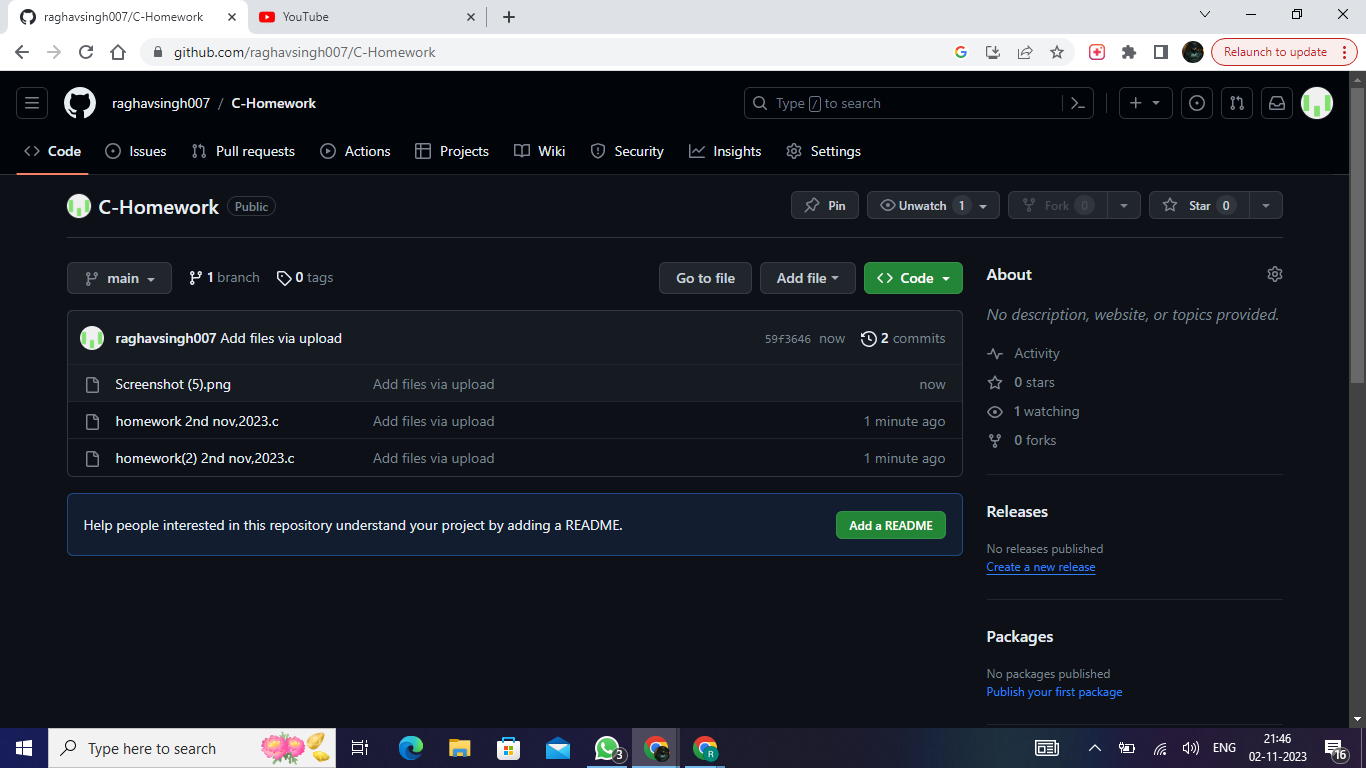 raghavsingh007/C-Homework
YouTube
github.com/raghavsingh007/C-Homework
Relaunch to update
raghavsingh007 / C-Homework
Type / to search
Code Issues Pull requests Actions Projects Wiki Security Insights Settings
C-Homework Public
Pin Unwatch 1 Fork 0 Star 0
main 1 branch 0 tags
Go to file Add file Code
raghavsingh007 Add files via upload 59f3646 now 2 commits
Screenshot (5).png Add files via upload now
homework 2nd nov,2023.c Add files via upload 1 minute ago
homework(2) 2nd nov,2023.c Add files via upload 1 minute ago
Help people interested in this repository understand your project by adding a README. Add a README
About
No description, website, or topics provided.
Activity
0 stars
1 watching
0 forks
Releases
No releases published
Create a new release
Packages
No packages published
Publish your first package
Type here to search
3
R
ENG
21:46
02-11-2023
16